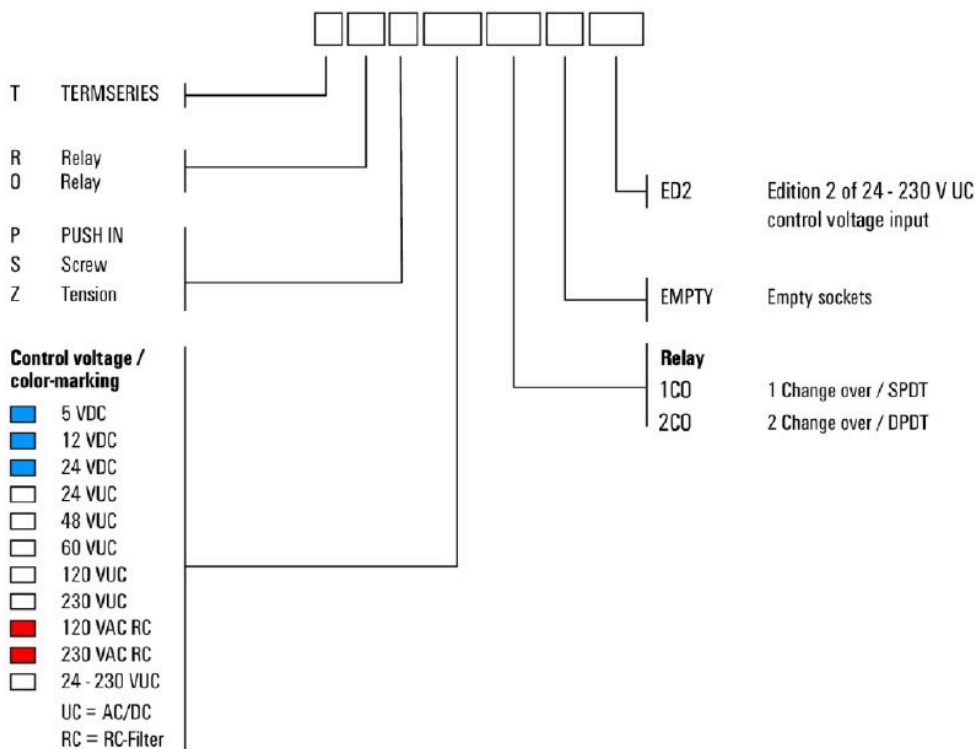 T TERMSERIES
R Relay
O Relay
P PUSH IN
S Screw
Z Tension
Control voltage /
color-marking
5 VDC
12 VDC
24 VDC
24 VUC
48 VUC
60 VUC
120 VUC
230 VUC
120 VAC RC
230 VAC RC
24 - 230 VUC
UC = AC/DC
RC = RC-Filter
ED2 Edition 2 of 24 - 230 V UC
control voltage input
EMPTY Empty sockets
Relay
1CO 1 Change over / SPDT
2CO 2 Change over / DPDT